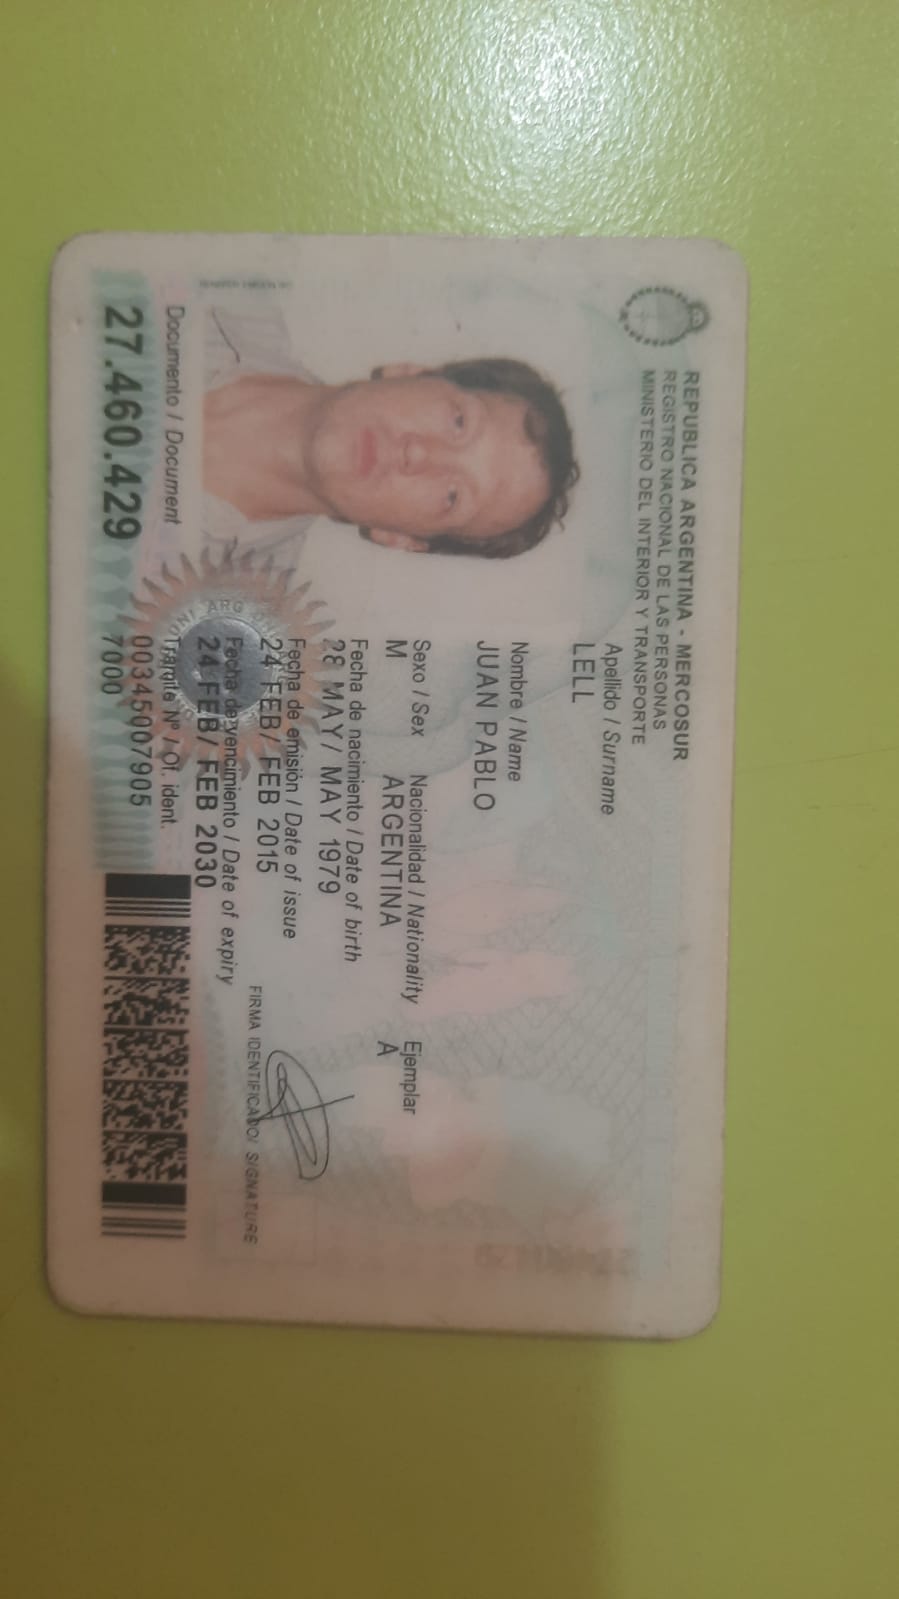 REPUBLICA ARGENTINA - MERCOSUR
REGISTRO NACIONAL DE LAS PERSONAS
MINISTERIO DEL INTERIOR Y TRANSPORTE
Apellido / Surname
LELL
Nombre / Name
JUAN PABLO
Sexo / Sex Nacionalidad / Nationality Ejemplar
M ARGENTINA A
Fecha de nacimiento / Date of birth
28 MAY/ MAY 1979
Fecha de emisión / Date of issue
24 FEB/ FEB 2015
Fecha de vencimiento / Date of expiry
24 FEB/ FEB 2030
FIRMA IDENTIFICADO/ SIGNATURE
Documento / Document
27.460.429
Trámite Nº / Of. ident.
00345007905
7000